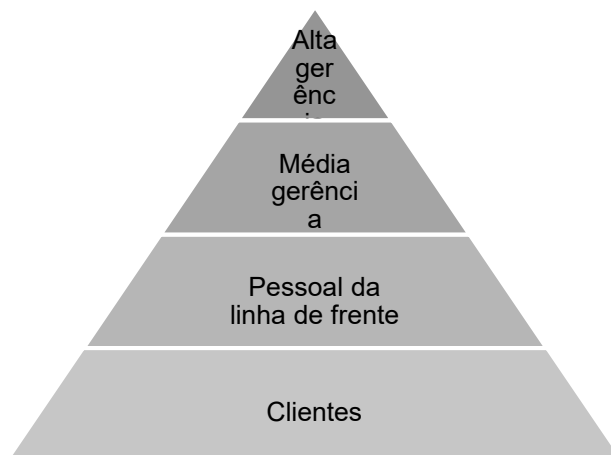 Alta
ger
ênc
Média
gerênci
a
Pessoal da
linha de frente
Clientes